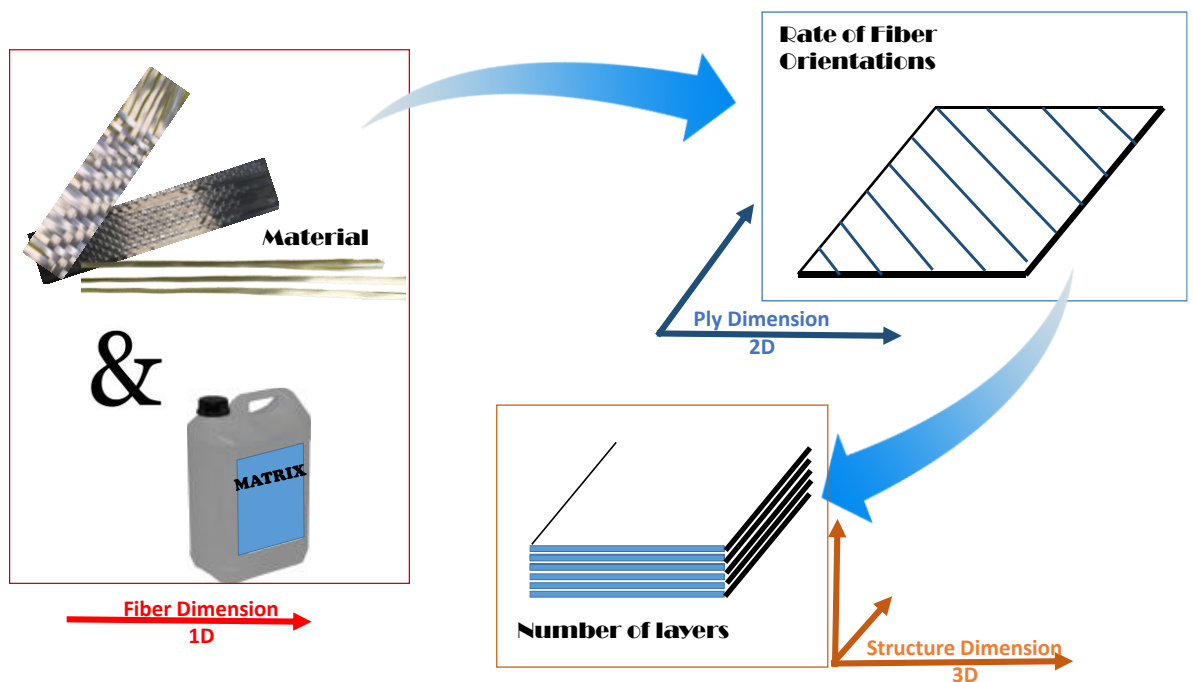 Rate of Fiber
Orientations
Material
&
MATRIX
Ply Dimension
2D
Fiber Dimension
1D
Number of layers
Structure Dimension
3D